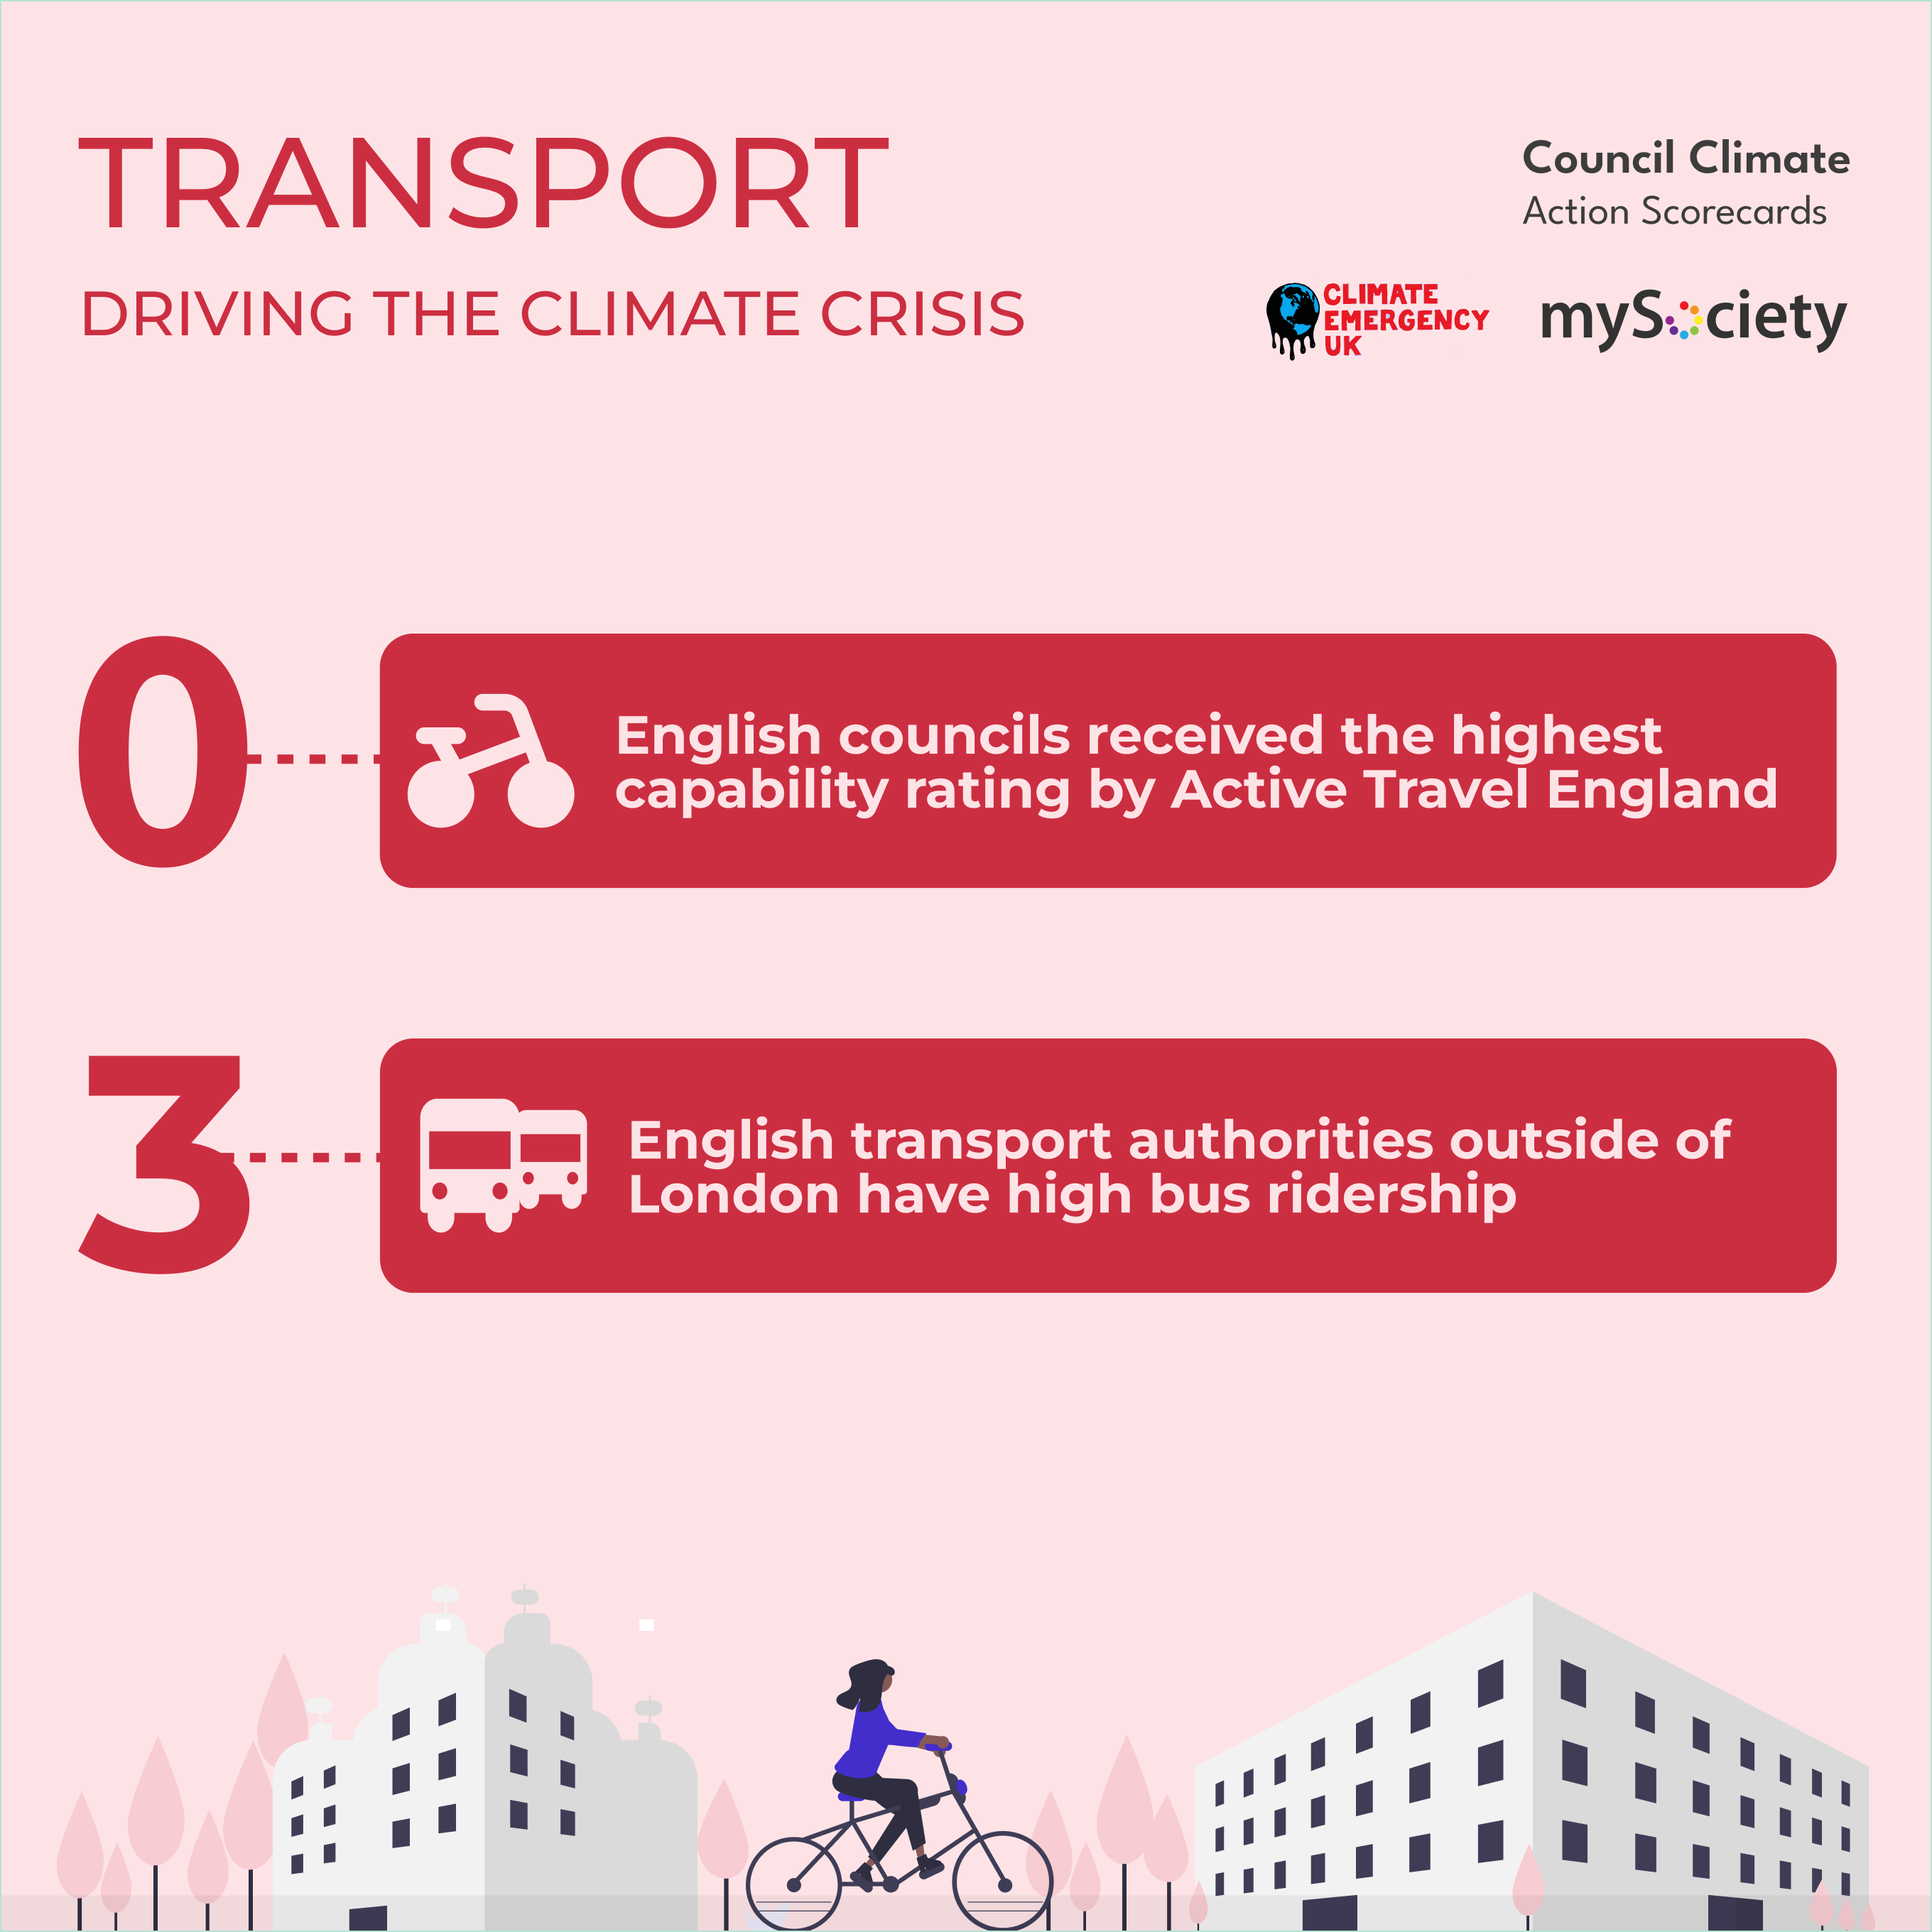 TRANSPORT
DRIVING THE CLIMATE CRISIS
Council Climate
Action Scorecards
CLIMATE
EMERGENCY
UK
mySociety
0
English councils received the highest
capability rating by Active Travel England
3
English transport authorities outside of
London have high bus ridership